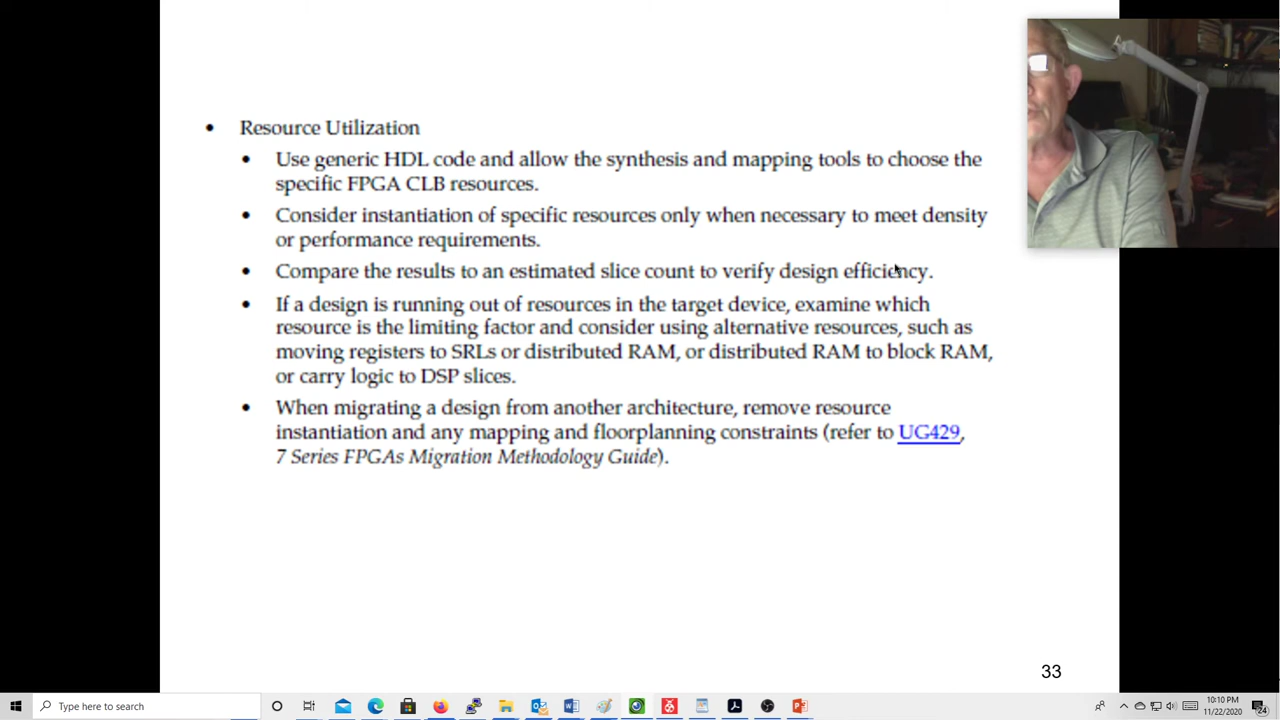 • Resource Utilization
• Use generic HDL code and allow the synthesis and mapping tools to choose the
specific FPGA CLB resources.
• Consider instantiation of specific resources only when necessary to meet density
or performance requirements.
• Compare the results to an estimated slice count to verify design efficiency.
• If a design is running out of resources in the target device, examine which
resource is the limiting factor and consider using alternative resources, such as
moving registers to SRLs or distributed RAM, or distributed RAM to block RAM,
or carry logic to DSP slices.
• When migrating a design from another architecture, remove resource
instantiation and any mapping and floorplanning constraints (refer to UG429,
7 Series FPGAs Migration Methodology Guide).
33
Type here to search
10:10 PM
11/22/2020
24